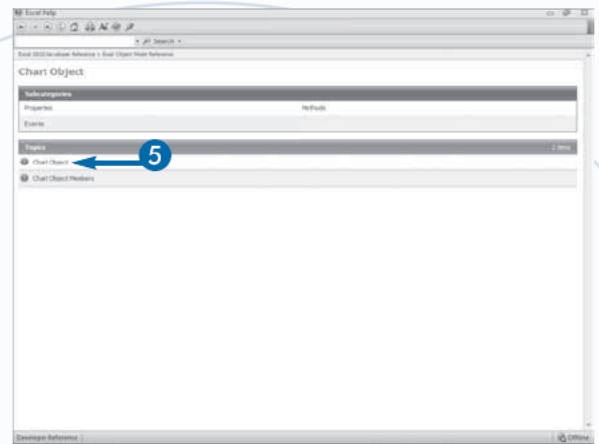 Excel Help
Search
Excel 2010 Developer Reference > Excel Object Model Reference
Chart Object
Subcategories
Properties Methods
Events
Topics 2 items
Chart Object 5
Chart Object Members
Developer Reference Offline